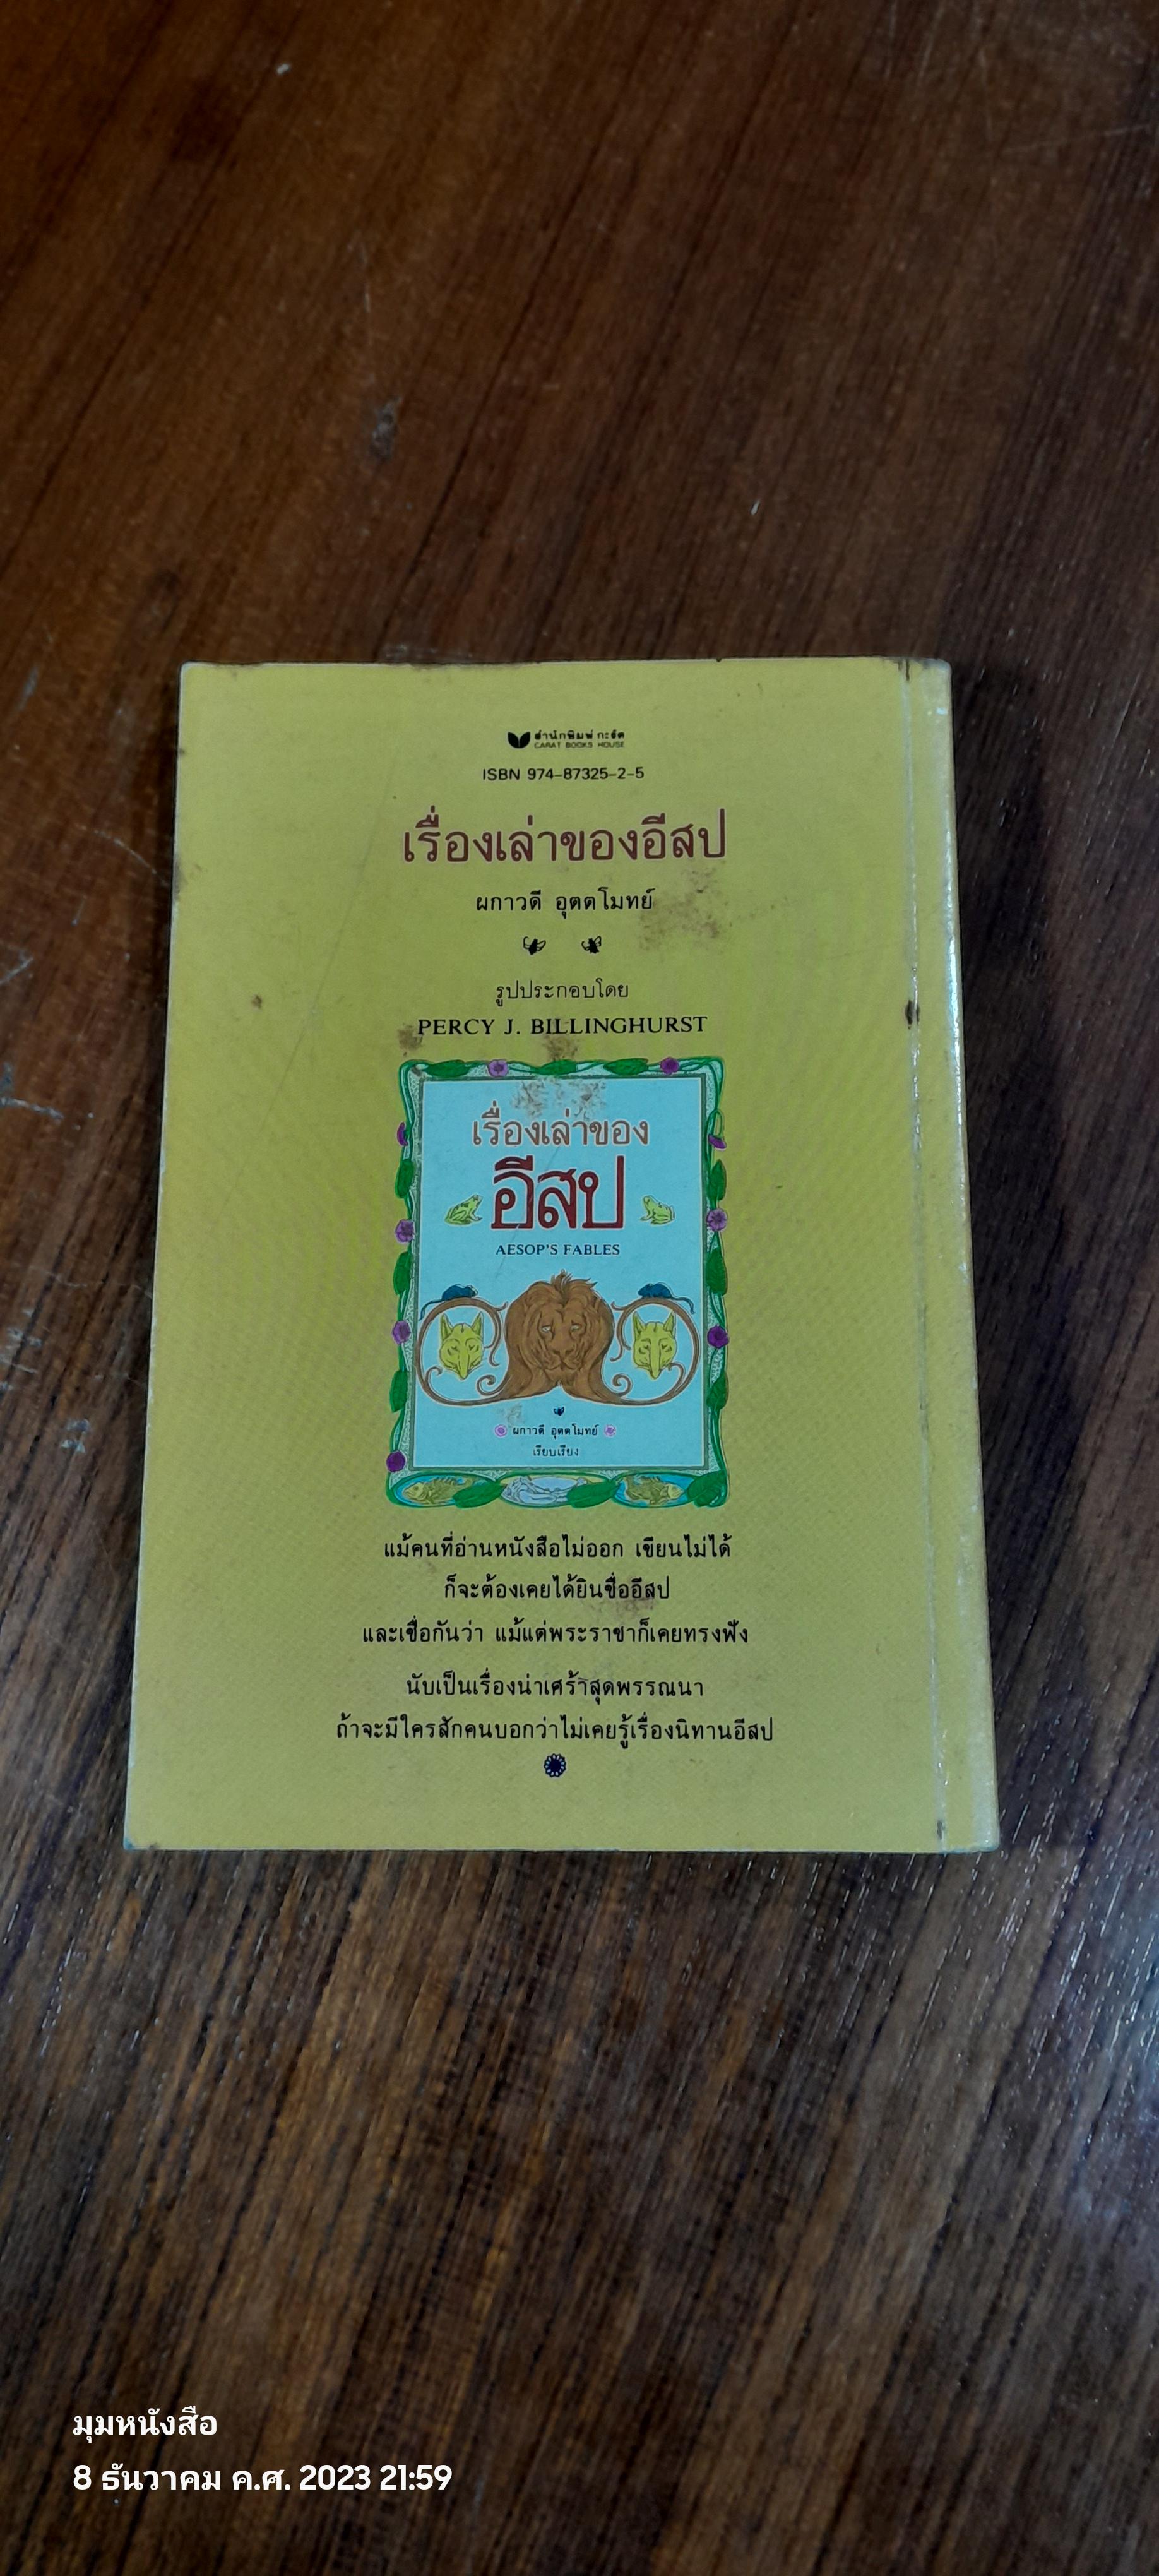 สำนักพิมพ์ กะรัต
CARAT BOOKS HOUSE
ISBN 974-87325-2-5
เรื่องเล่าของอีสป
ผกาวดี อุตตโมทย์
รูปประกอบโดย
PERCY J. BILLINGHURST
เรื่องเล่าของ
อีสป
AESOP'S FABLES
ผกาวดี อุตตโมทย์
เรียบเรียง
แม้คนที่อ่านหนังสือไม่ออก เขียนไม่ได้
ก็จะต้องเคยได้ยินชื่ออีสป
และเชื่อกันว่า แม้แต่พระราชาก็เคยทรงฟัง
นับเป็นเรื่องน่าเศร้าสุดพรรณนา
ถ้าจะมีใครสักคนบอกว่าไม่เคยรู้เรื่องนิทานอีสป
มุมหนังสือ
8 ธันวาคม ค.ศ. 2023 21:59